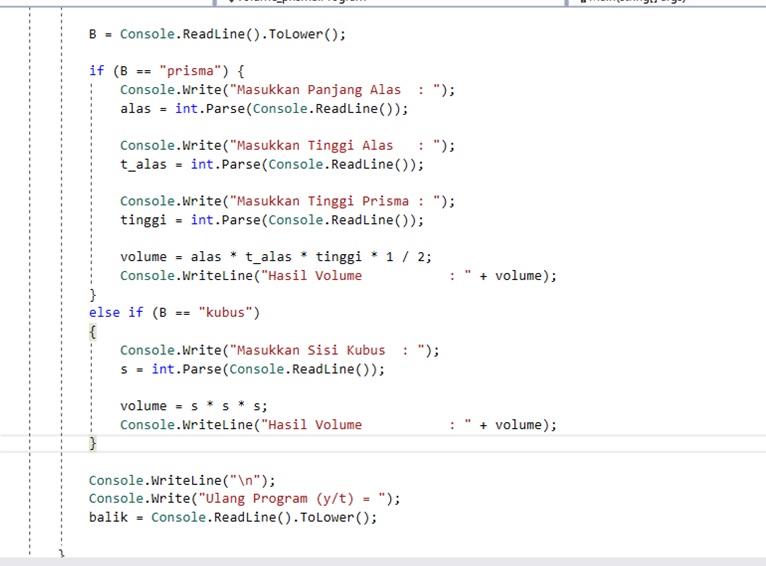 B = Console.ReadLine().ToLower();
if (B == "prisma") {
Console.Write("Masukkan Panjang Alas  : ");
alas = int.Parse(Console.ReadLine());
Console.Write("Masukkan Tinggi Alas   : ");
t_alas = int.Parse(Console.ReadLine());
Console.Write("Masukkan Tinggi Prisma : ");
tinggi = int.Parse(Console.ReadLine());
volume = alas * t_alas * tinggi * 1 / 2;
Console.WriteLine("Hasil Volume           : " + volume);
}
else if (B == "kubus")
{
Console.Write("Masukkan Sisi Kubus  : ");
s = int.Parse(Console.ReadLine());
volume = s * s * s;
Console.WriteLine("Hasil Volume           : " + volume);
}
Console.WriteLine("\n");
Console.Write("Ulang Program (y/t) = ");
balik = Console.ReadLine().ToLower();
}